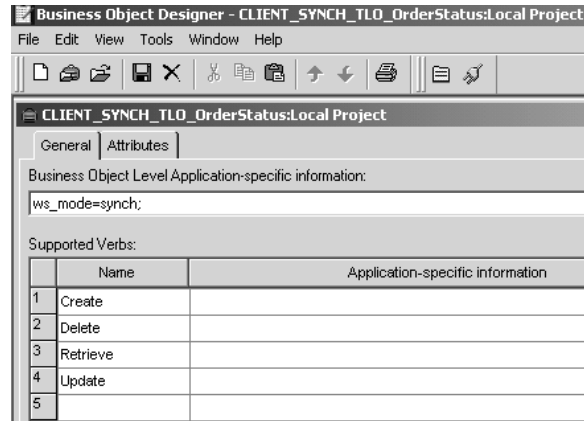 Business Object Designer - CLIENT_SYNCH_TLO_OrderStatus:Local Project
File Edit View Tools Window Help
CLIENT_SYNCH_TLO_OrderStatus:Local Project
General Attributes
Business Object Level Application-specific information:
ws_mode=synch;
Supported Verbs:
Name Application-specific information
1 Create
2 Delete
3 Retrieve
4 Update
5